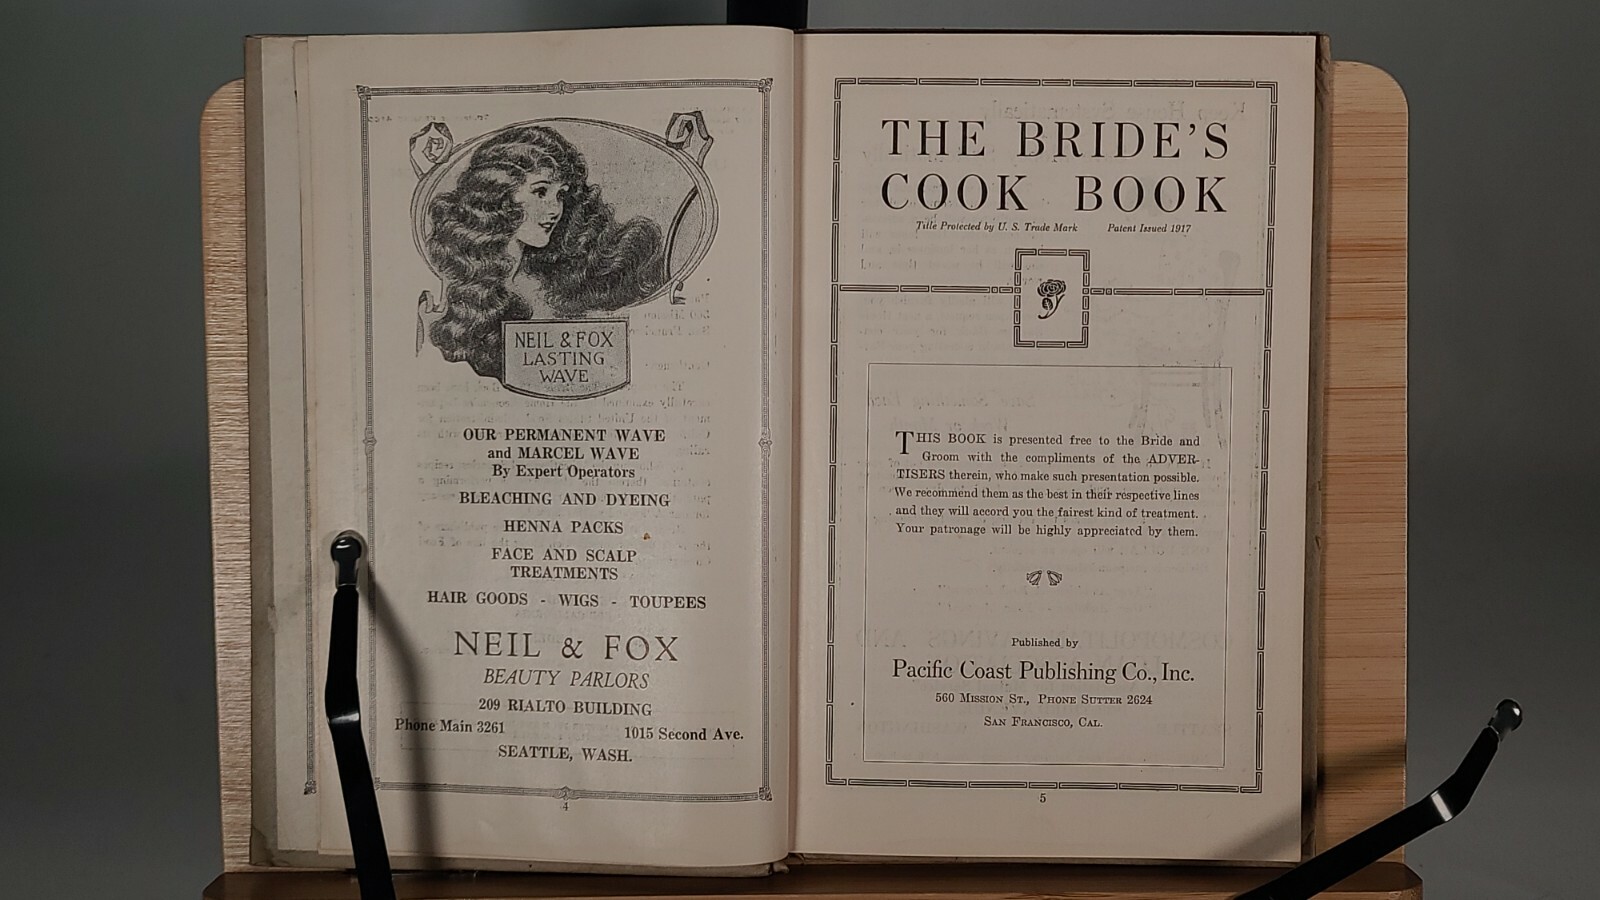 NEIL & FOX
LASTING
WAVE
OUR PERMANENT WAVE
and MARCEL WAVE
By Expert Operators
BLEACHING AND DYEING
HENNA PACKS
FACE AND SCALP
TREATMENTS
HAIR GOODS - WIGS - TOUPEES
NEIL & FOX
BEAUTY PARLORS
209 RIALTO BUILDING
Phone Main 3261 1015 Second Ave.
SEATTLE, WASH.
4
THE BRIDE'S
COOK BOOK
Title Protected by U. S. Trade Mark Patent Issued 1917
THIS BOOK is presented free to the Bride and
Groom with the compliments of the ADVER-
TISERS therein, who make such presentation possible.
We recommend them as the best in their respective lines
and they will accord you the fairest kind of treatment.
Your patronage will be highly appreciated by them.
Published by
Pacific Coast Publishing Co., Inc.
560 Mission St., Phone Sutter 2624
San Francisco, Cal.
5